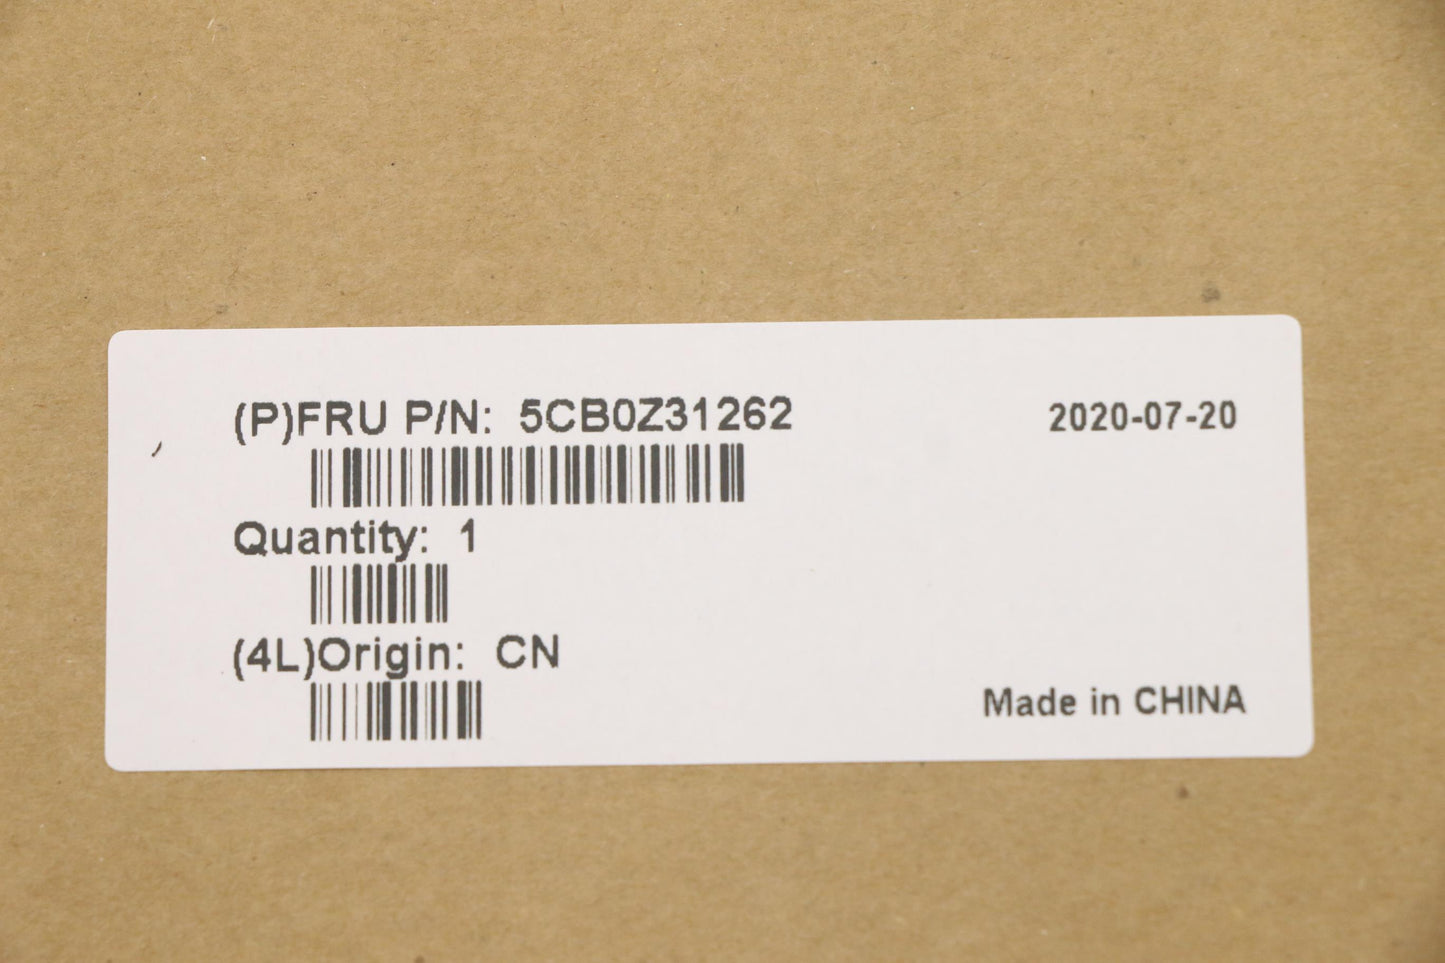 (P)FRU P/N: 5CB0Z31262 2020-07-20
Quantity: 1
(4L)Origin: CN
Made in CHINA